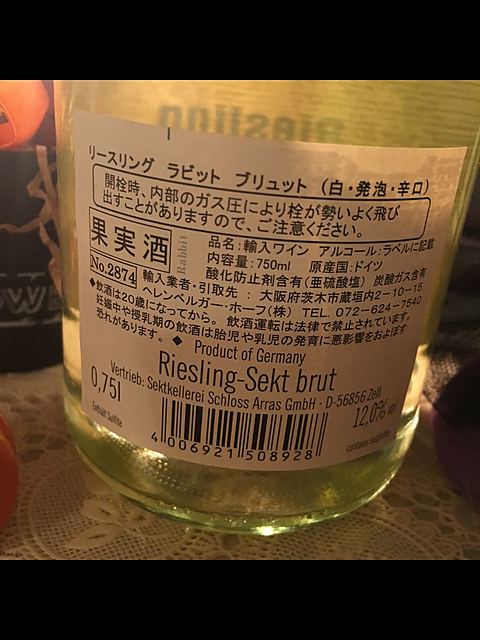 Riesling
リースリング ラビット ブリュット （白・発泡・辛口）
開栓時、内部のガス圧により栓が勢いよく飛び
出すことがありますので、ご注意ください。
果実酒
Rabbit
品名：輸入ワイン アルコール：ラベルに記載
内容量：750ml 原産国：ドイツ
酸化防止剤含有（亜硫酸塩） 炭酸ガス含有
No.2874
輸入業者・引取先 ： 大阪府茨木市蔵垣内2-10-15
ヘレンベルガー・ホーフ（株） TEL. 072-624-7540
◆飲酒は20歳になってから。飲酒運転は法律で禁止されています。
妊娠中や授乳期の飲酒は胎児や乳児の発育に悪影響をおよぼす
恐れがあります。 ◆
Product of Germany
Riesling-Sekt brut
Vertrieb: Sektkellerei Schloss Arras GmbH · D-56856 Zell
0,75l
12,0% vol
Enthält Sulfite
contains sulphites
4 006921 508928